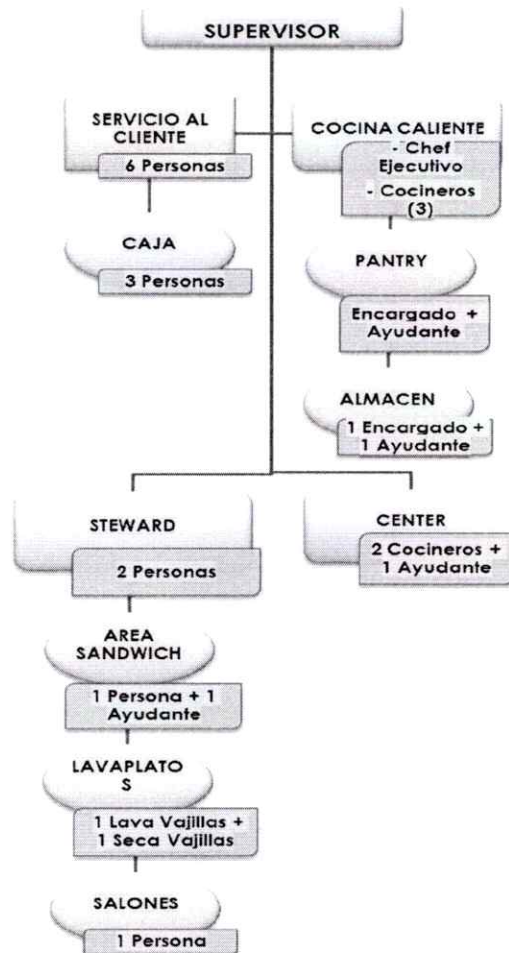 SUPERVISOR
SERVICIO AL
CLIENTE
6 Personas
CAJA
3 Personas
COCINA CALIENTE
- Chef
Ejecutivo
- Cocineros
(3)
PANTRY
Encargado +
Ayudante
ALMACEN
1 Encargado +
1 Ayudante
STEWARD
2 Personas
AREA
SANDWICH
1 Persona + 1
Ayudante
LAVAPLATO
S
1 Lava Vajillas +
1 Seca Vajillas
SALONES
1 Persona
CENTER
2 Cocineros +
1 Ayudante